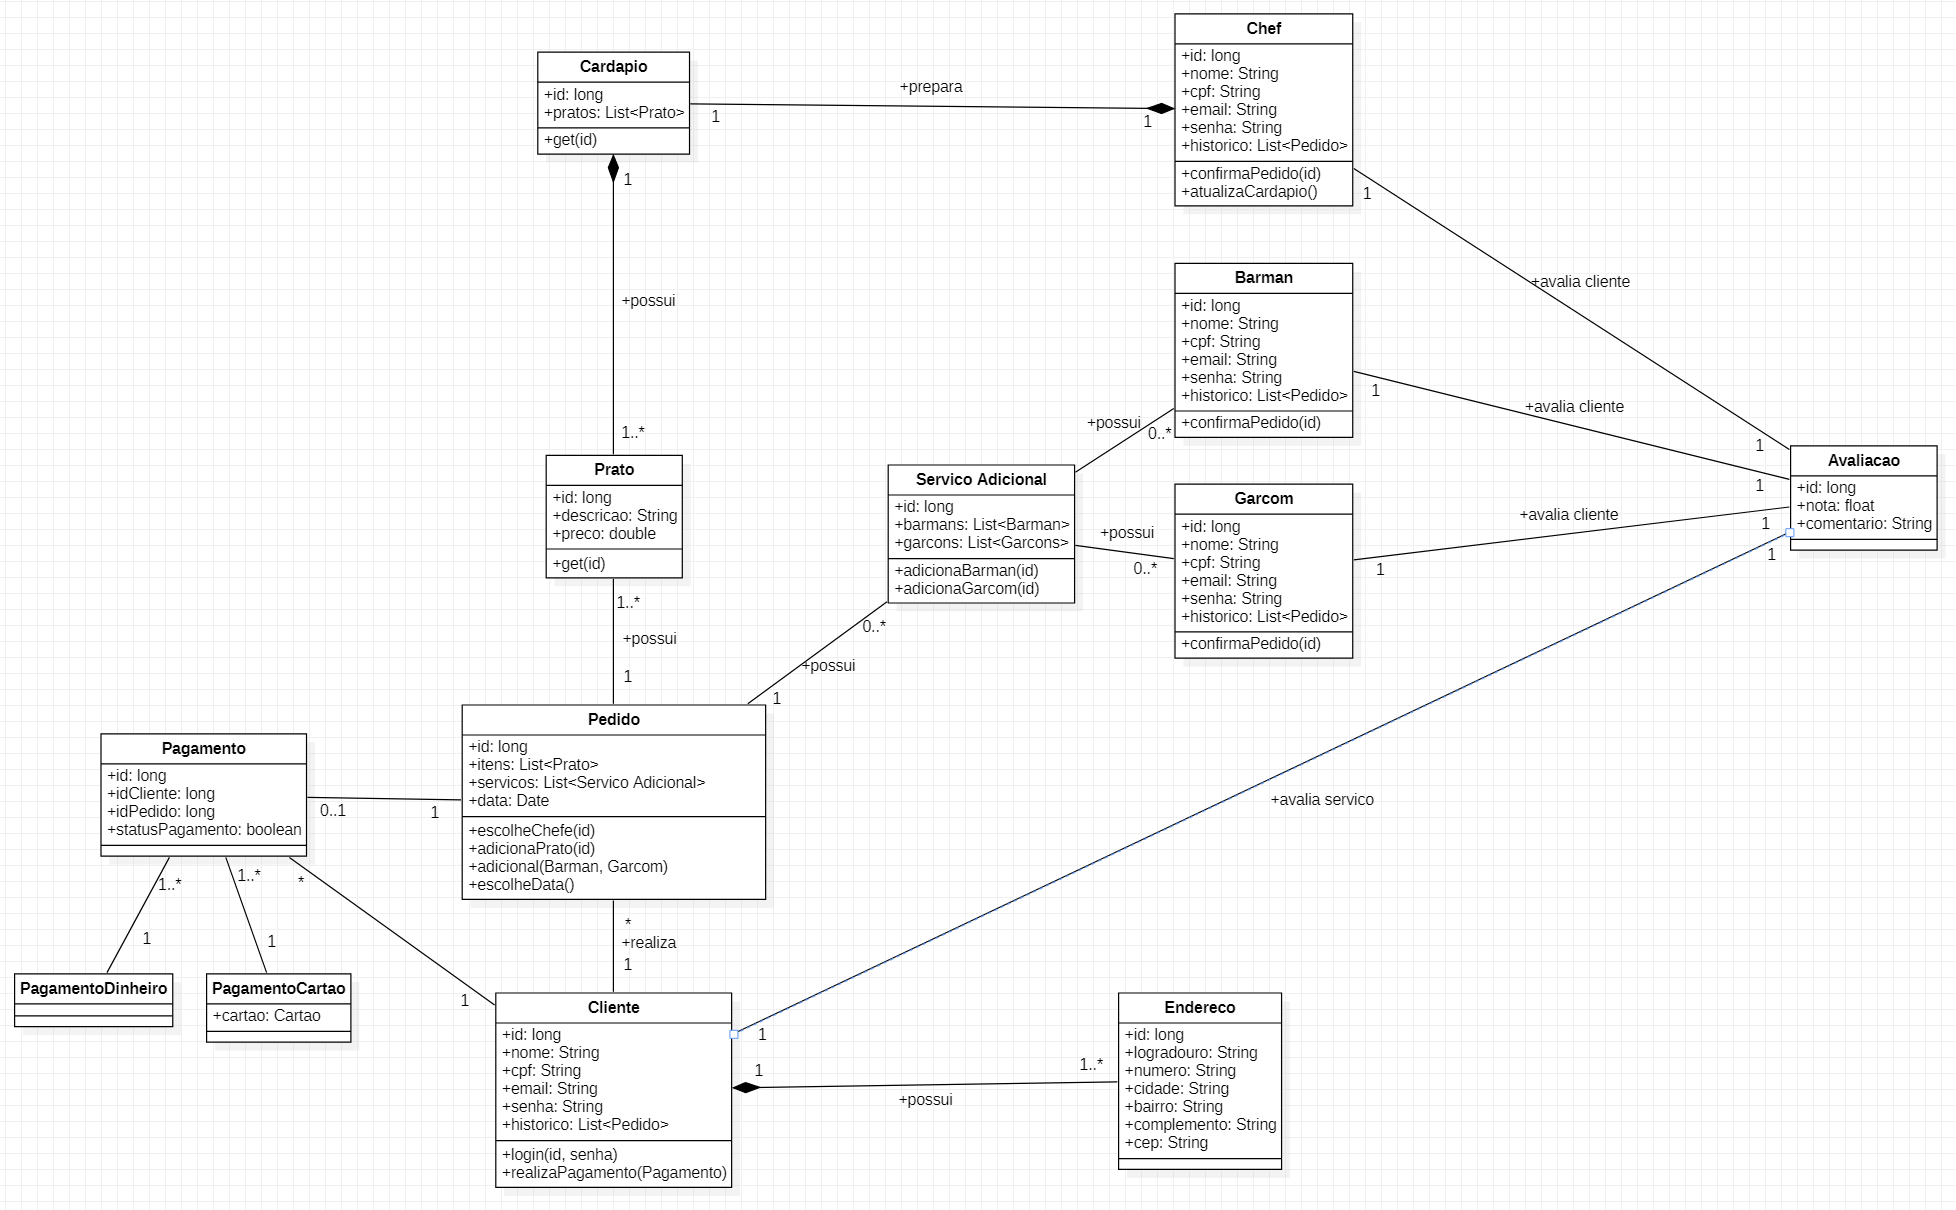 Chef
+id: long
+nome: String
+cpf: String
+email: String
+senha: String
+historico: List<Pedido>
+confirmaPedido(id)
+atualizaCardapio()
Cardapio
+id: long
+pratos: List<Prato>
+get(id)
+prepara
1
1
1
+possui
1..*
1
+avalia cliente
1
Barman
+id: long
+nome: String
+cpf: String
+email: String
+senha: String
+historico: List<Pedido>
+confirmaPedido(id)
1
+avalia cliente
1
+possui
0..*
Prato
+id: long
+descricao: String
+preco: double
+get(id)
Servico Adicional
+id: long
+barmans: List<Barman>
+garcons: List<Garcons>
+adicionaBarman(id)
+adicionaGarcom(id)
+possui
0..*
Garcom
+id: long
+nome: String
+cpf: String
+email: String
+senha: String
+historico: List<Pedido>
+confirmaPedido(id)
1
+avalia cliente
1
Avaliacao
+id: long
+nota: float
+comentario: String
1
1..*
+possui
1
0..*
+possui
1
Pedido
+id: long
+itens: List<Prato>
+servicos: List<Servico Adicional>
+data: Date
+escolheChefe(id)
+adicionaPrato(id)
+adicional(Barman, Garcom)
+escolheData()
Pagamento
+id: long
+idCliente: long
+idPedido: long
+statusPagamento: boolean
0..1
1
+avalia servico
1..*
1
1..*
1
*
1
*
+realiza
1
PagamentoDinheiro
PagamentoCartao
+cartao: Cartao
Cliente
+id: long
+nome: String
+cpf: String
+email: String
+senha: String
+historico: List<Pedido>
+login(id, senha)
+realizaPagamento(Pagamento)
1
1
+possui
1..*
Endereco
+id: long
+logradouro: String
+numero: String
+cidade: String
+bairro: String
+complemento: String
+cep: String